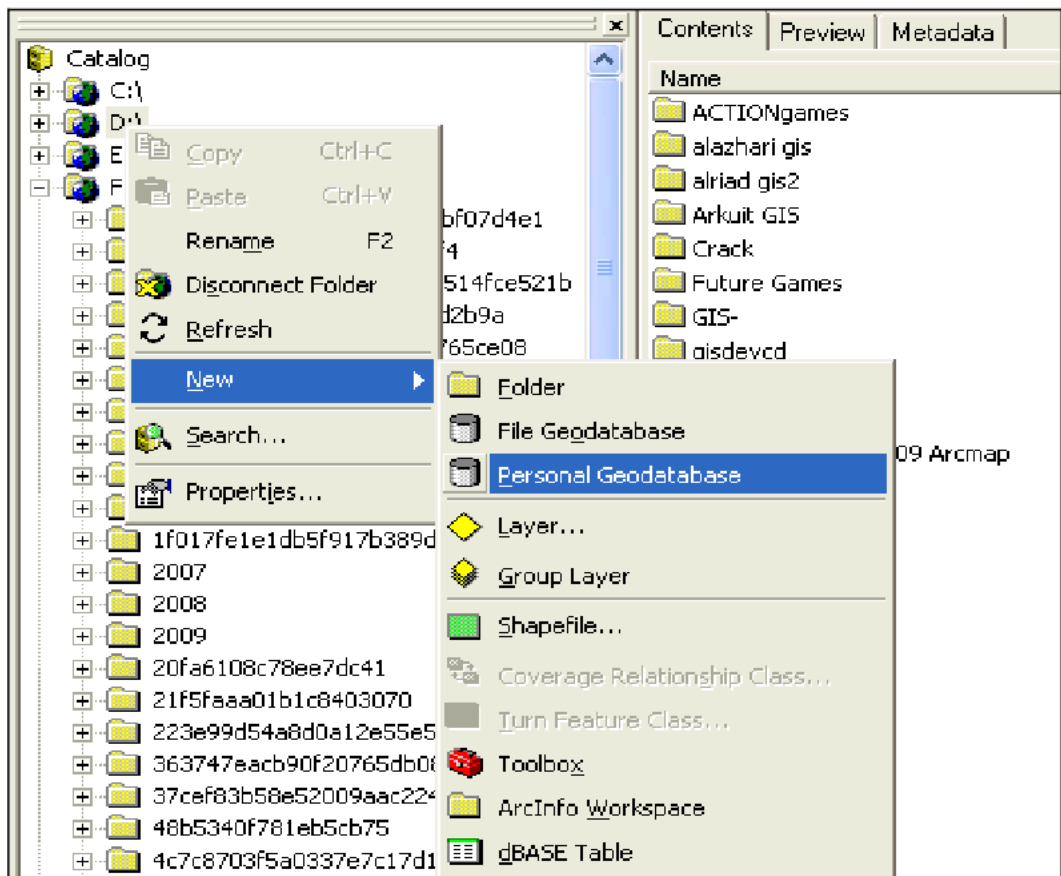 Catalog
C:\
D:\
E
F
bf07d4e1
514fce521b
d2b9a
765ce08
1f017fe1e1db5f917b389d
2007
2008
2009
20fa6108c78ee7dc41
21f5faaa01b1c8403070
223e99d54a8d0a12e55e5
363747eacb90f20765db08
37cef83b58e52009aac224
48b5340f781eb5cb75
4c7c8703f5a0337e7c17d1
Copy Ctrl+C
Paste Ctrl+V
Rename F2
Disconnect Folder
Refresh
New
Search...
Properties...
Folder
File Geodatabase
Personal Geodatabase
Layer...
Group Layer
Shapefile...
Coverage Relationship Class...
Turn Feature Class...
Toolbox
ArcInfo Workspace
dBASE Table
Contents Preview Metadata
Name
ACTIONgames
alazhari gis
alriad gis2
Arkuit GIS
Crack
Future Games
GIS-
gisdevcd
09 Arcmap